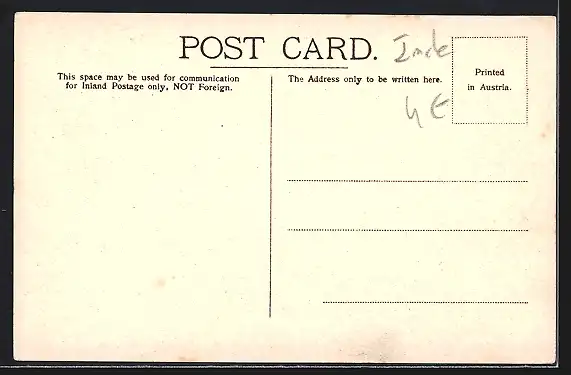 POST CARD.
This space may be used for communication
for Inland Postage only, NOT Foreign.
The Address only to be written here.
Printed
in Austria.
4 €